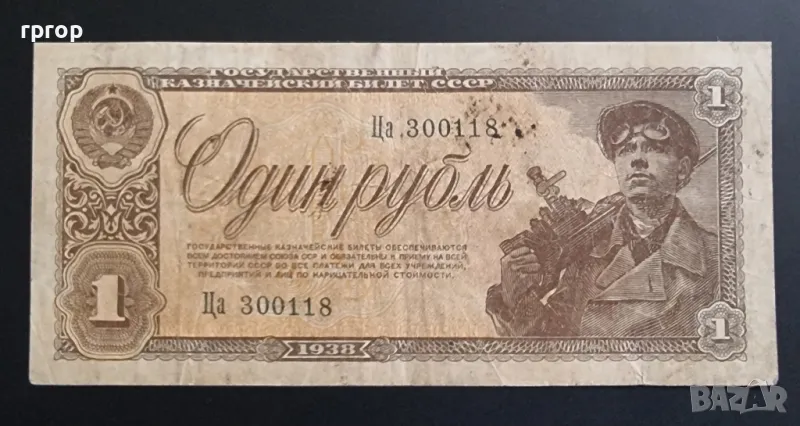 rprop
ГОСУДАРСТВЕННЫЙ
КАЗНАЧЕЙСКИЙ БИЛЕТ СССР
1
Ца 300118
Один рубль
ГОСУДАРСТВЕННЫЕ КАЗНАЧЕЙСКИЕ БИЛЕТЫ ОБЕСПЕЧИВАЮТСЯ
ВСЕМ ДОСТОЯНИЕМ СОЮЗА ССР И ОБЯЗАТЕЛЬНЫ К ПРИЕМУ НА ВСЕЙ
ТЕРРИТОРИИ СССР ВО ВСЕ ПЛАТЕЖИ ДЛЯ ВСЕХ УЧРЕЖДЕНИЙ,
ПРЕДПРИЯТИЙ И ЛИЦ ПО НАРИЦАТЕЛЬНОЙ СТОИМОСТИ.
1
Ца 300118
1
1938
BAZAR